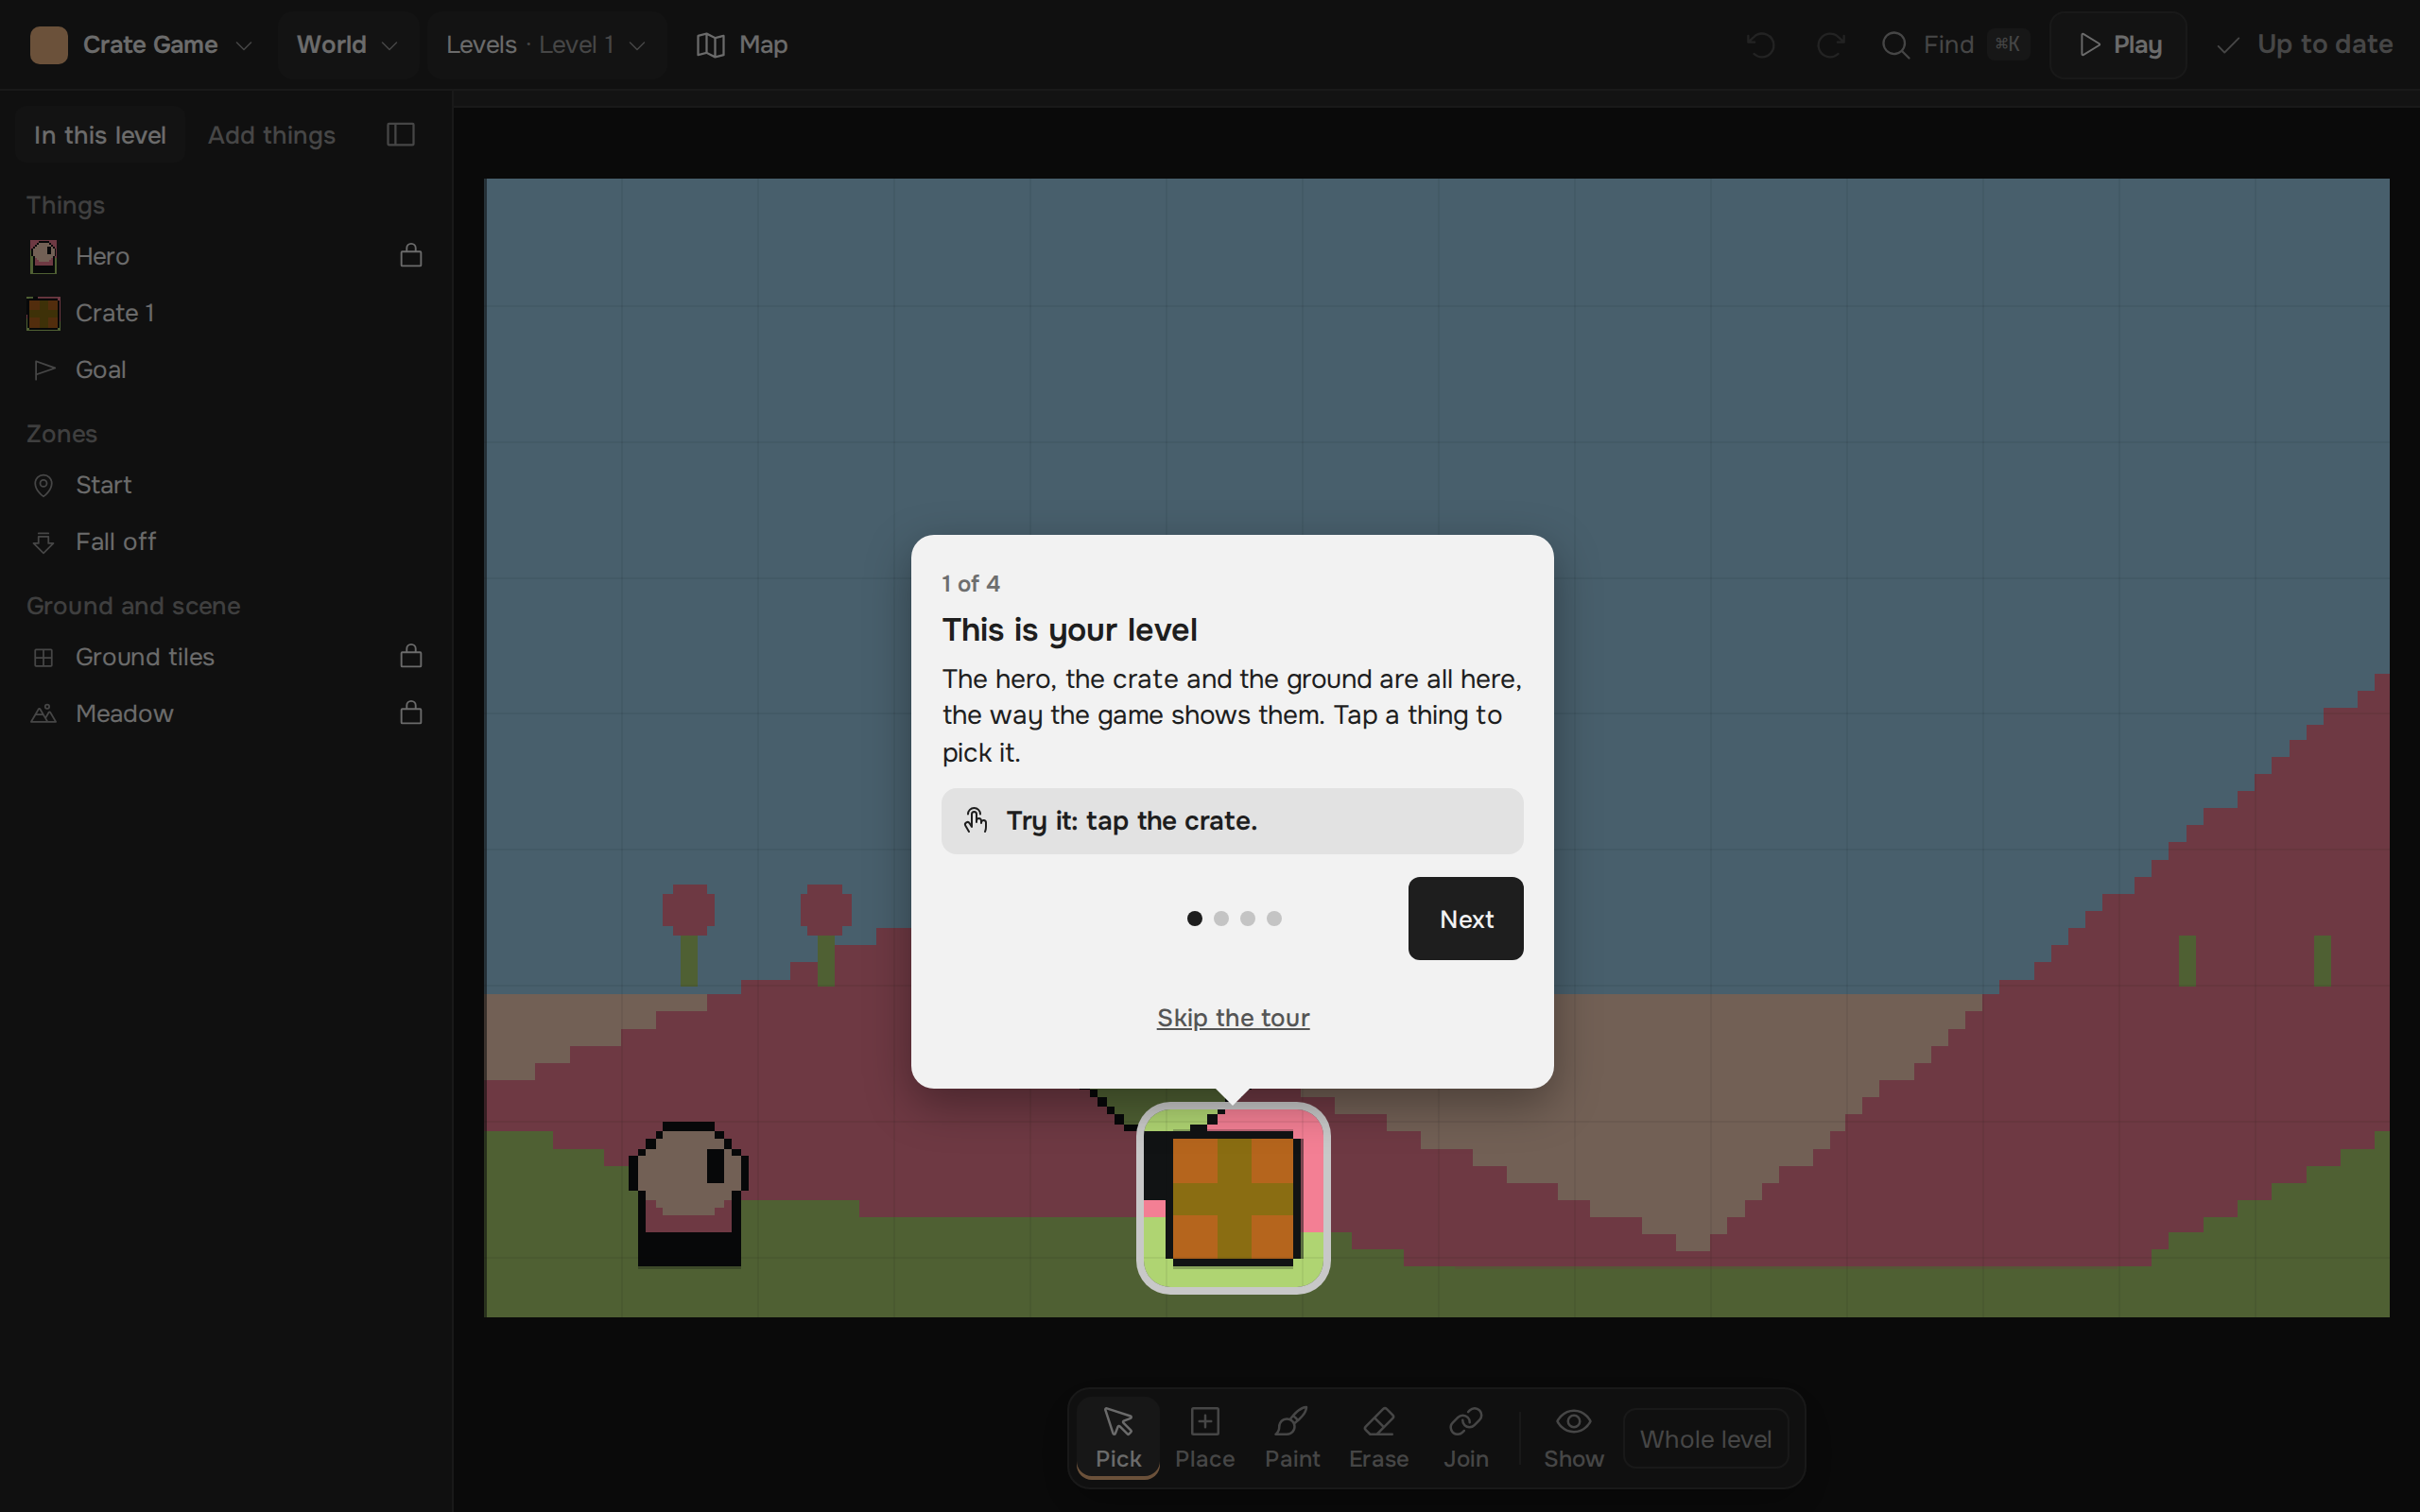 Crate Game
World
Levels · Level 1
Map
Find ⌘K
Play
Up to date
In this level
Add things
Things
Hero
Crate 1
Goal
Zones
Start
Fall off
Ground and scene
Ground tiles
Meadow
1 of 4
This is your level
The hero, the crate and the ground are all here,
the way the game shows them. Tap a thing to
pick it.
Try it: tap the crate.
Next
Skip the tour
Pick
Place
Paint
Erase
Join
Show
Whole level